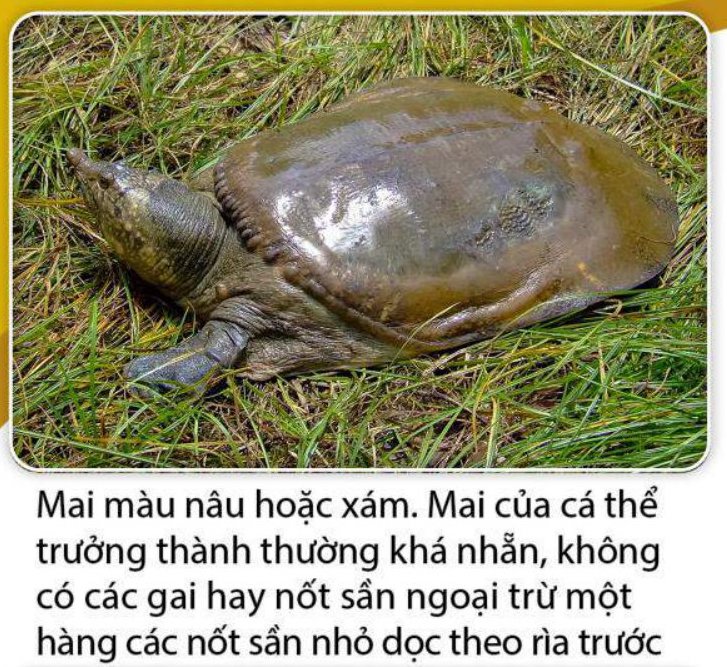 Mai màu nâu hoặc xám. Mai của cá thể
trưởng thành thường khá nhẵn, không
có các gai hay nốt sần ngoại trừ một
hàng các nốt sần nhỏ dọc theo rìa trước